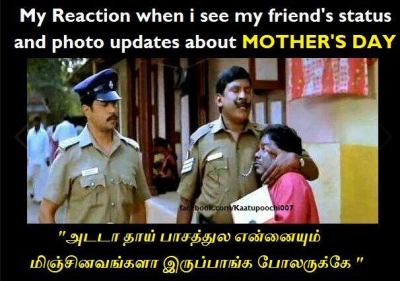 My Reaction when i see my friend's status
and photo updates about MOTHER'S DAY
facebook.com/Kaatupoochi007
"அடடா தாய் பாசத்துல என்னையும்
மிஞ்சினவங்களா இருப்பாங்க போலருக்கே "